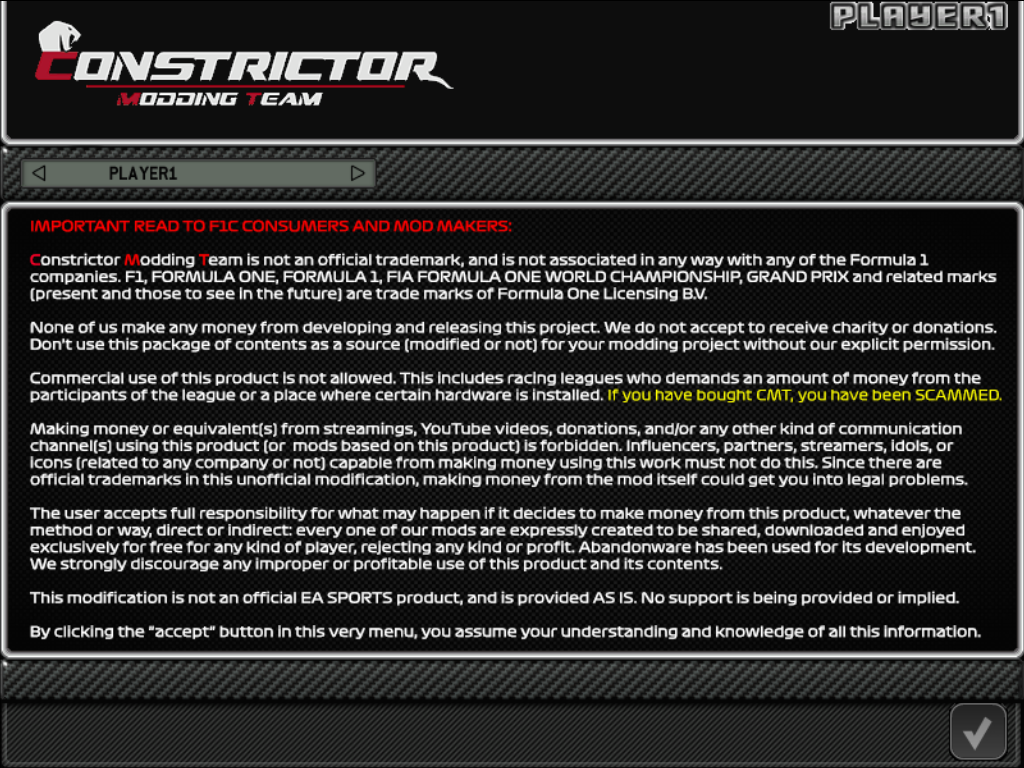 PLAYER1
CONSTRICTOR
MODDING TEAM
PLAYER1
IMPORTANT READ TO F1C CONSUMERS AND MOD MAKERS:
Constrictor Modding Team is not an official trademark, and is not associated in any way with any of the Formula 1
companies. F1, FORMULA ONE, FORMULA 1, FIA FORMULA ONE WORLD CHAMPIONSHIP, GRAND PRIX and related marks
(present and those to see in the future) are trade marks of Formula One Licensing B.V.
None of us make any money from developing and releasing this project. We do not accept to receive charity or donations.
Don't use this package of contents as a source (modified or not) for your modding project without our explicit permission.
Commercial use of this product is not allowed. This includes racing leagues who demands an amount of money from the
participants of the league or a place where certain hardware is installed. If you have bought CMT, you have been SCAMMED.
Making money or equivalent(s) from streamings, YouTube videos, donations, and/or any other kind of communication
channel(s) using this product (or mods based on this product) is forbidden. Influencers, partners, streamers, idols, or
icons (related to any company or not) capable from making money using this work must not do this. Since there are
official trademarks in this unofficial modification, making money from the mod itself could get you into legal problems.
The user accepts full responsibility for what may happen if it decides to make money from this product, whatever the
method or way, direct or indirect: every one of our mods are expressly created to be shared, downloaded and enjoyed
exclusively for free for any kind of player, rejecting any kind or profit. Abandonware has been used for its development.
We strongly discourage any improper or profitable use of this product and its contents.
This modification is not an official EA SPORTS product, and is provided AS IS. No support is being provided or implied.
By clicking the "accept" button in this very menu, you assume your understanding and knowledge of all this information.